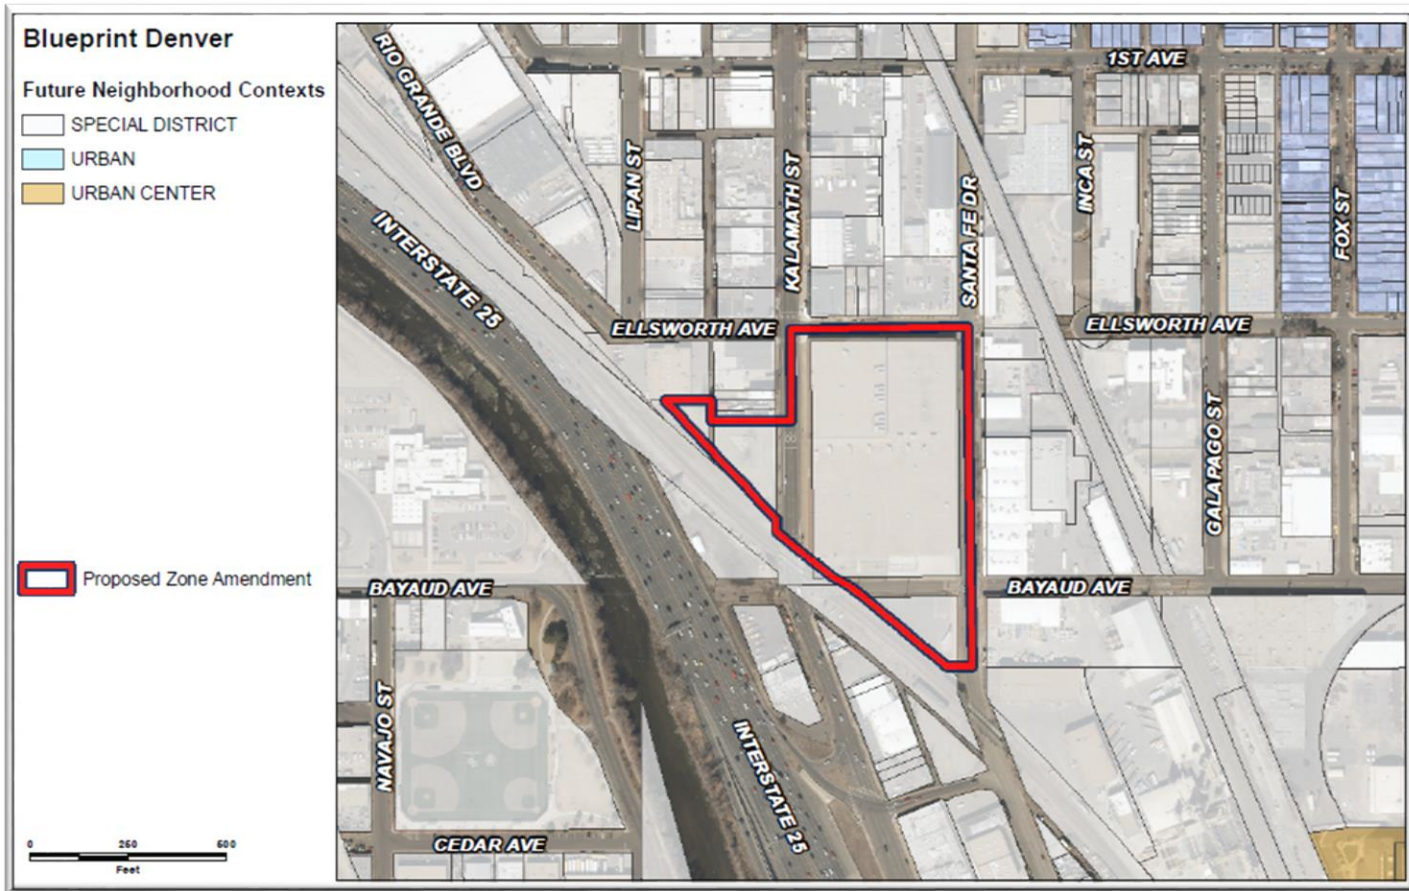 Blueprint Denver
Future Neighborhood Contexts
SPECIAL DISTRICT
URBAN
URBAN CENTER
Proposed Zone Amendment
0 250 500
Feet
RIO GRANDE BLVD
INTERSTATE 25
LIPAN ST
KALAMATH ST
SANTA FE DR
INCA ST
1ST AVE
FOX ST
ELLSWORTH AVE
ELLSWORTH AVE
GALAPAGO ST
BAYAUD AVE
BAYAUD AVE
NAVAJO ST
INTERSTATE 25
CEDAR AVE